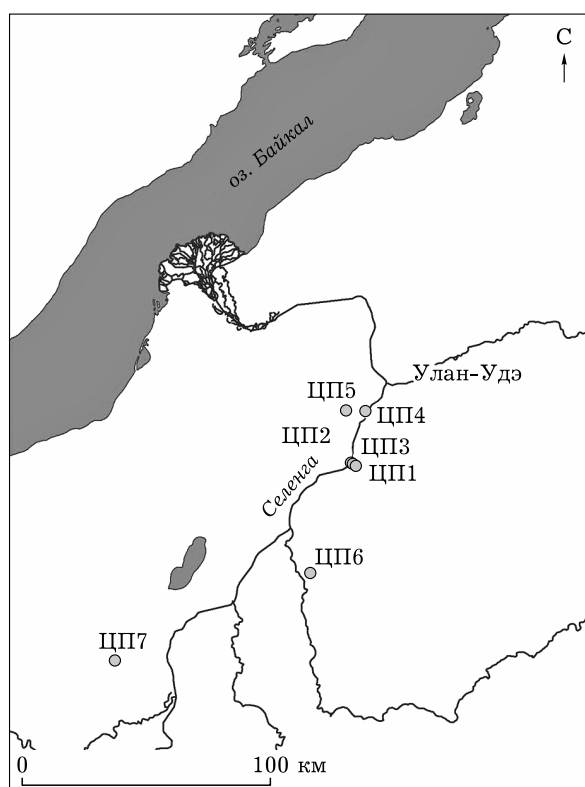 С
оз. Байкал
Улан-Удэ
ЦП5
ЦП4
ЦП2
ЦП3
ЦП1
Селенга
ЦП6
ЦП7
0 100 км